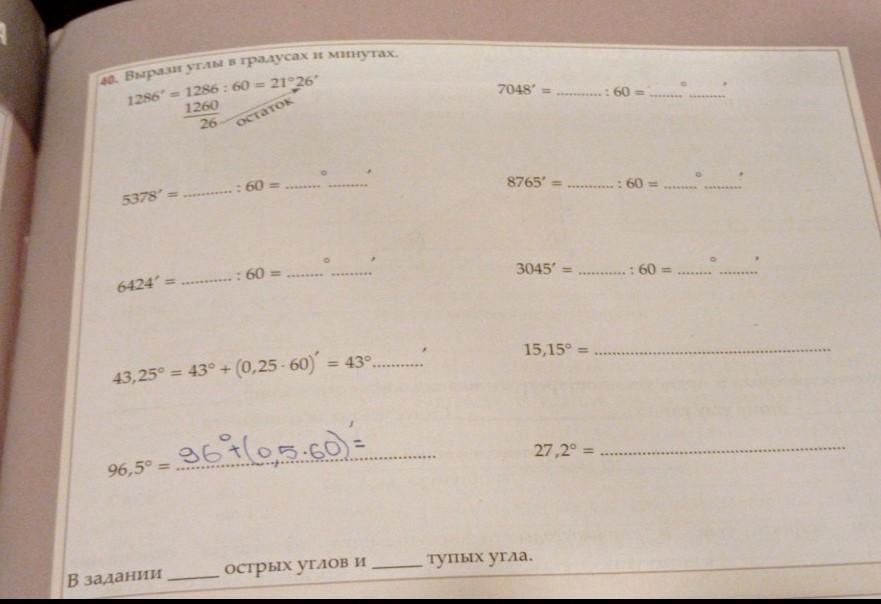 40. Вырази углы в градусах и минутах.
1286′ = 1286 : 60 = 21°26′
1260
26 остаток
7048′ = ........... : 60 = ........° .........′
5378′ = ............ : 60 = ........° .........′
8765′ = ........... : 60 = ........° .........′
6424′ = ............ : 60 = ........° .........′
3045′ = ........... : 60 = ........° .........′
43,25° = 43° + (0,25 · 60)′ = 43°...........′
15,15° = ......................................................
96,5° = 96°+(0,5·60)′=
27,2° = ......................................................
В задании _____ острых углов и _____ тупых угла.